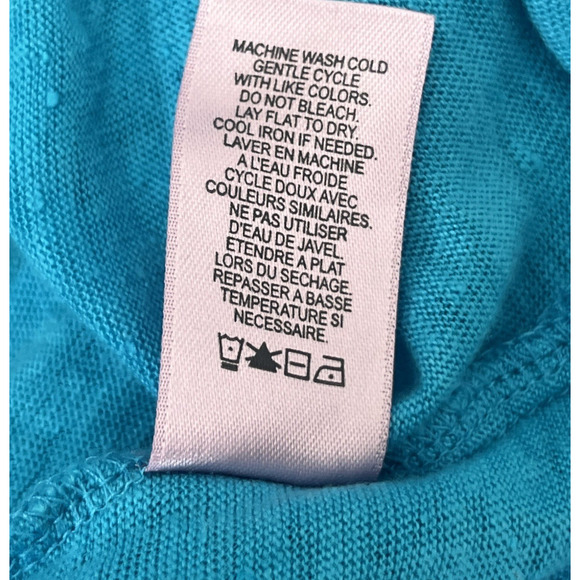 MACHINE WASH COLD
GENTLE CYCLE
WITH LIKE COLORS.
DO NOT BLEACH.
LAY FLAT TO DRY.
COOL IRON IF NEEDED.
LAVER EN MACHINE
A L'EAU FROIDE
CYCLE DOUX AVEC
COULEURS SIMILAIRES.
NE PAS UTILISER
D'EAU DE JAVEL.
ÉTENDRE A PLAT
LORS DU SECHAGE.
REPASSER A BASSE
TEMPERATURE SI
NECESSAIRE.